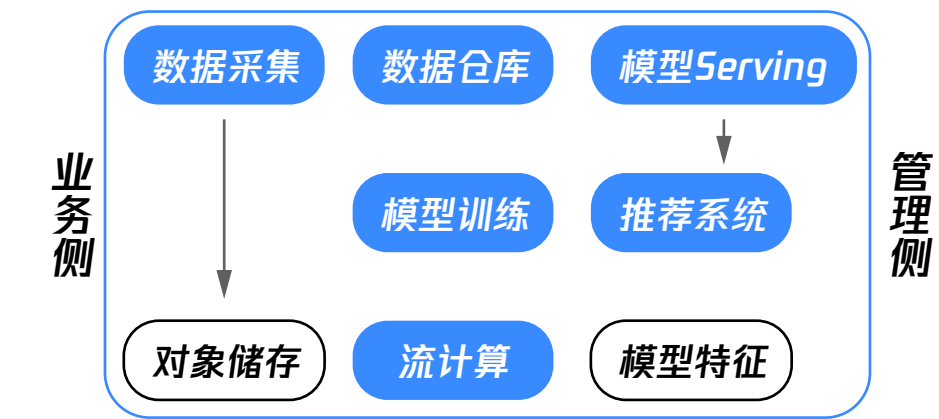 数据采集
数据仓库
模型Serving
业务侧
模型训练
推荐系统
管理侧
对象储存
流计算
模型特征